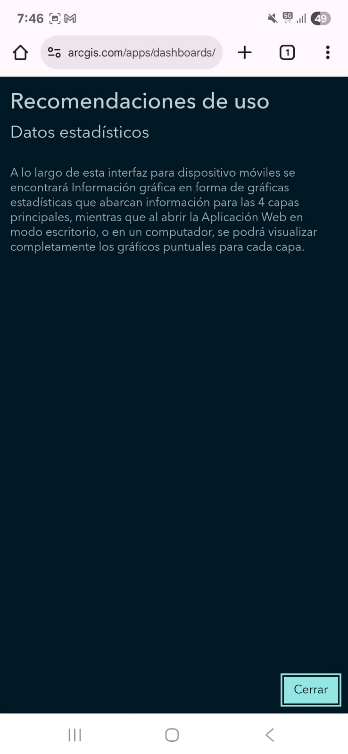 7:46
49
arcgis.com/apps/dashboards/
1
Recomendaciones de uso
Datos estadísticos
A lo largo de esta interfaz para dispositivo móviles se
encontrará Información gráfica en forma de gráficas
estadísticas que abarcan información para las 4 capas
principales, mientras que al abrir la Aplicación Web en
modo escritorio, o en un computador, se podrá visualizar
completamente los gráficos puntuales para cada capa.
Cerrar